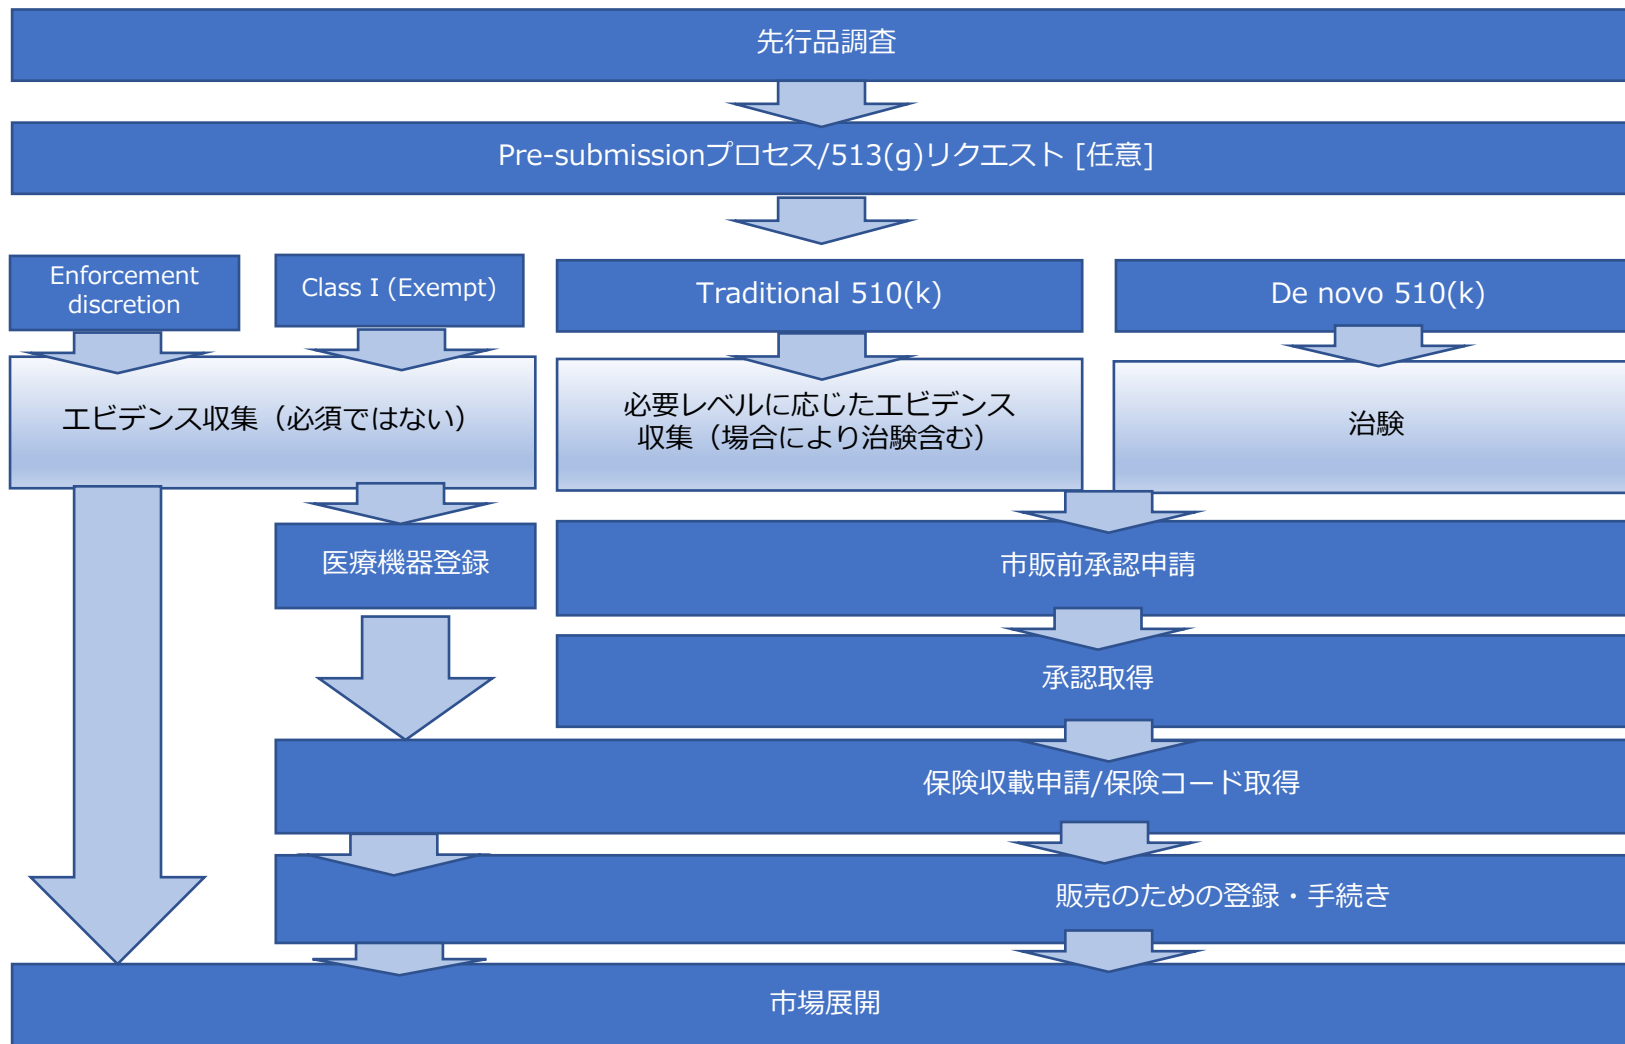 先行品調査
Pre-submissionプロセス/513(g)リクエスト [任意]
Enforcement
discretion
Class I (Exempt)
Traditional 510(k)
De novo 510(k)
エビデンス収集（必須ではない）
必要レベルに応じたエビデンス
収集（場合により治験含む）
治験
医療機器登録
市販前承認申請
承認取得
保険収載申請/保険コード取得
販売のための登録・手続き
市場展開